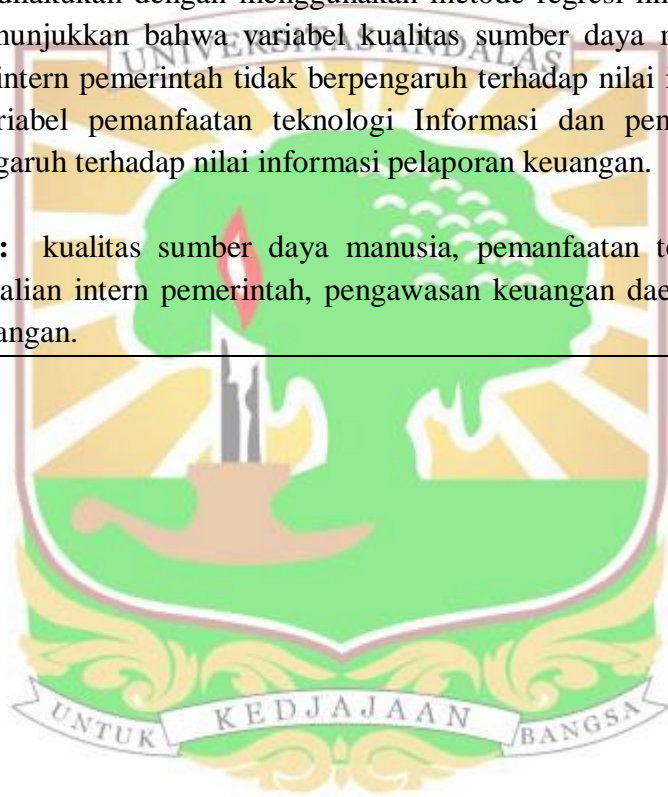 dilakukan dengan menggunakan metode regresi
menunjukkan bahwa variabel kualitas sumber daya
UNIVERSITAS ANDALAS
intern pemerintah tidak berpengaruh terhadap nilai
riabel pemanfaatan teknologi Informasi dan pen
garuh terhadap nilai informasi pelaporan keuangan.
: kualitas sumber daya manusia, pemanfaatan te
alian intern pemerintah, pengawasan keuangan dae
angan.
UNTUK KEDJAJAAN BANGSA